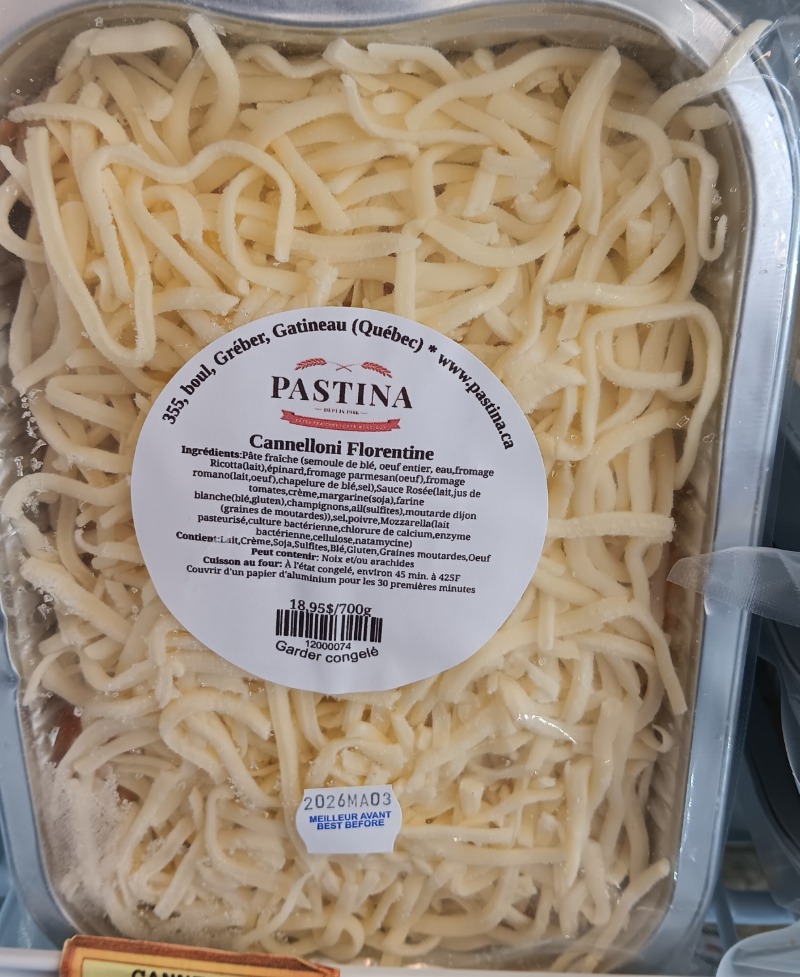 355, boul, Gréber, Gatineau (Québec) * www.pastina.ca
PASTINA
DEPUIS 1986
Cannelloni Florentine
Ingrédients:Pâte fraîche (semoule de blé, oeuf entier, eau,fromage
Ricotta(lait),épinard,fromage parmesan(oeuf),fromage
romano(lait,oeuf),chapelure de blé,sel),Sauce Rosée(lait,jus de
tomates,crème,margarine(soja),farine
blanche(blé,gluten),champignons,ail(sulfites),moutarde dijon
(graines de moutardes)),sel,poivre,Mozzarella(lait
pasteurisé,culture bactérienne,chlorure de calcium,enzyme
bactérienne,cellulose,natamycine)
Contient:Lait,Crème,Soja,Sulfites,Blé,Gluten,Graines moutardes,Oeuf
Peut contenir: Noix et/ou arachides
Cuisson au four: À l'état congelé, environ 45 min. à 425F
Couvrir d'un papier d'aluminium pour les 30 premières minutes
18,95$/700g
12000074
Garder congelé
2026MA03
MEILLEUR AVANT
BEST BEFORE